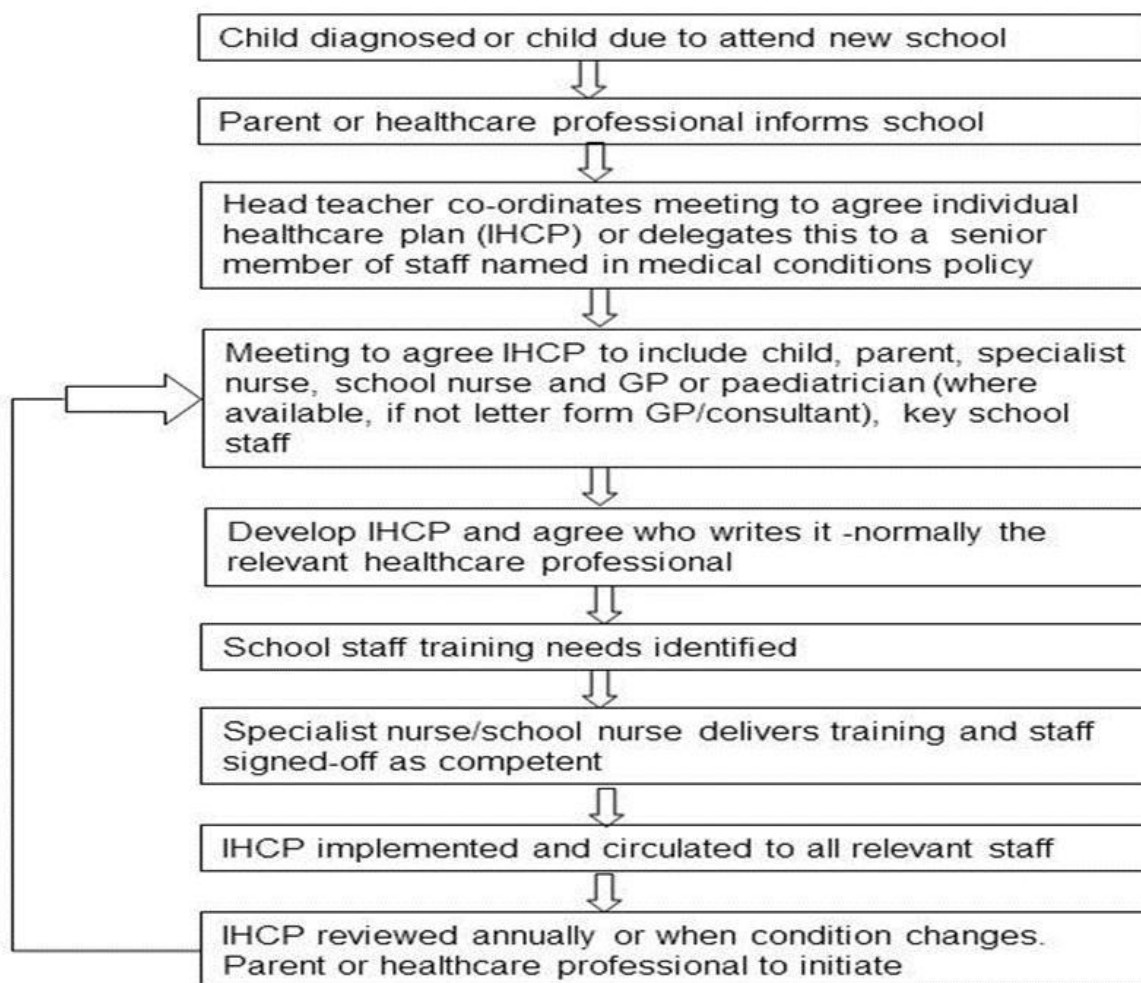 Child diagnosed or child due to attend new school
Parent or healthcare professional informs school
Head teacher co-ordinates meeting to agree individual
healthcare plan (IHCP) or delegates this to a senior
member of staff named in medical conditions policy
Meeting to agree IHCP to include child, parent, specialist
nurse, school nurse and GP or paediatrician (where
available, if not letter form GP/consultant), key school
staff
Develop IHCP and agree who writes it -normally the
relevant healthcare professional
School staff training needs identified
Specialist nurse/school nurse delivers training and staff
signed-off as competent
IHCP implemented and circulated to all relevant staff
IHCP reviewed annually or when condition changes.
Parent or healthcare professional to initiate